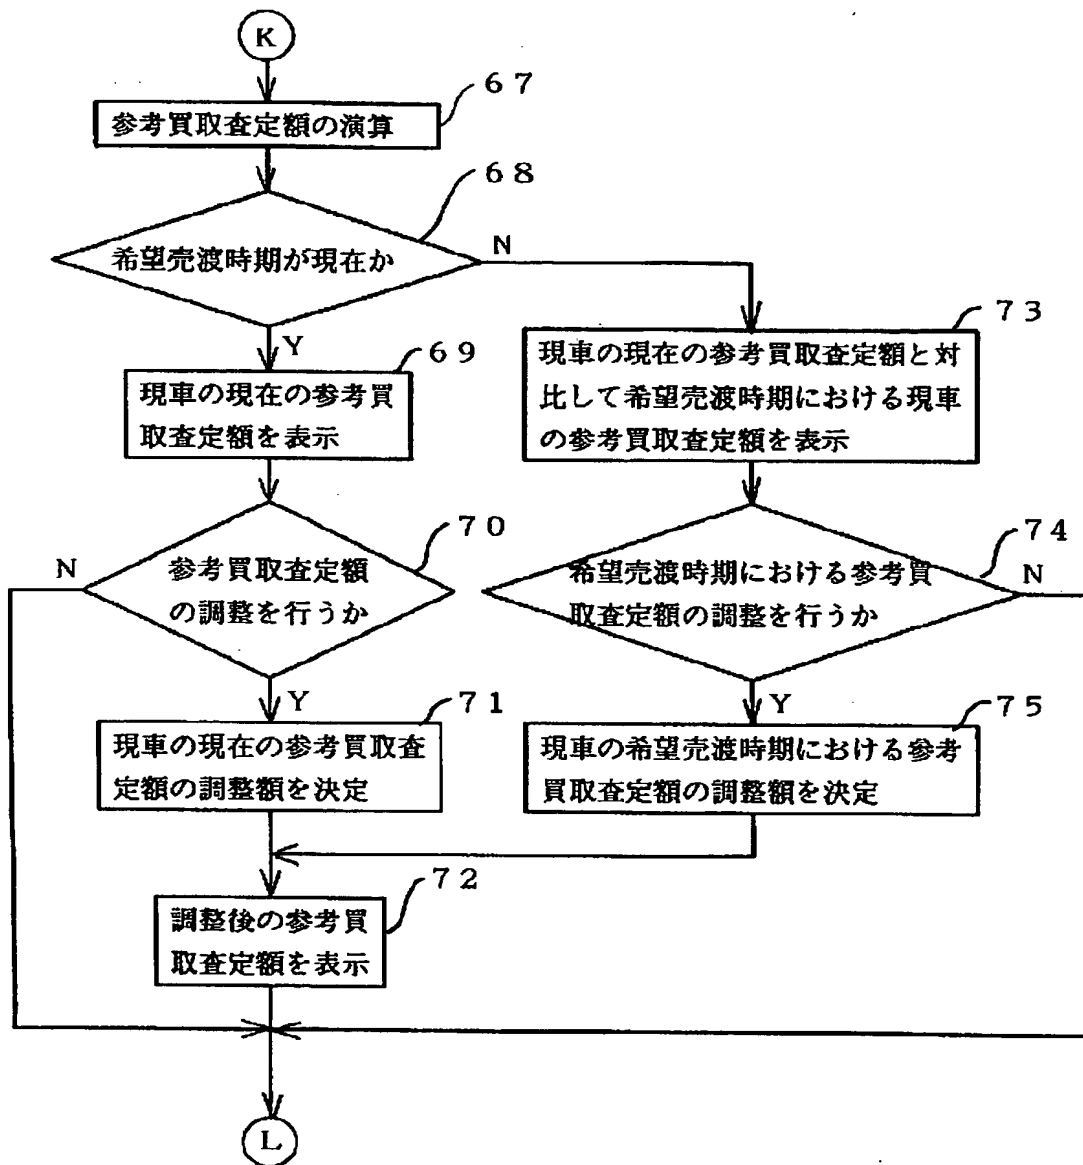 K
67
参考買取査定額の演算
68
希望売渡時期が現在か
N
Y
69
現車の現在の参考買
取査定額を表示
73
現車の現在の参考買取査定額と対
比して希望売渡時期における現車
の参考買取査定額を表示
70
N
参考買取査定額
の調整を行うか
74
希望売渡時期における参考買
取査定額の調整を行うか
N
Y
71
現車の現在の参考買取査
定額の調整額を決定
Y
75
現車の希望売渡時期における参考
買取査定額の調整額を決定
72
調整後の参考買
取査定額を表示
L